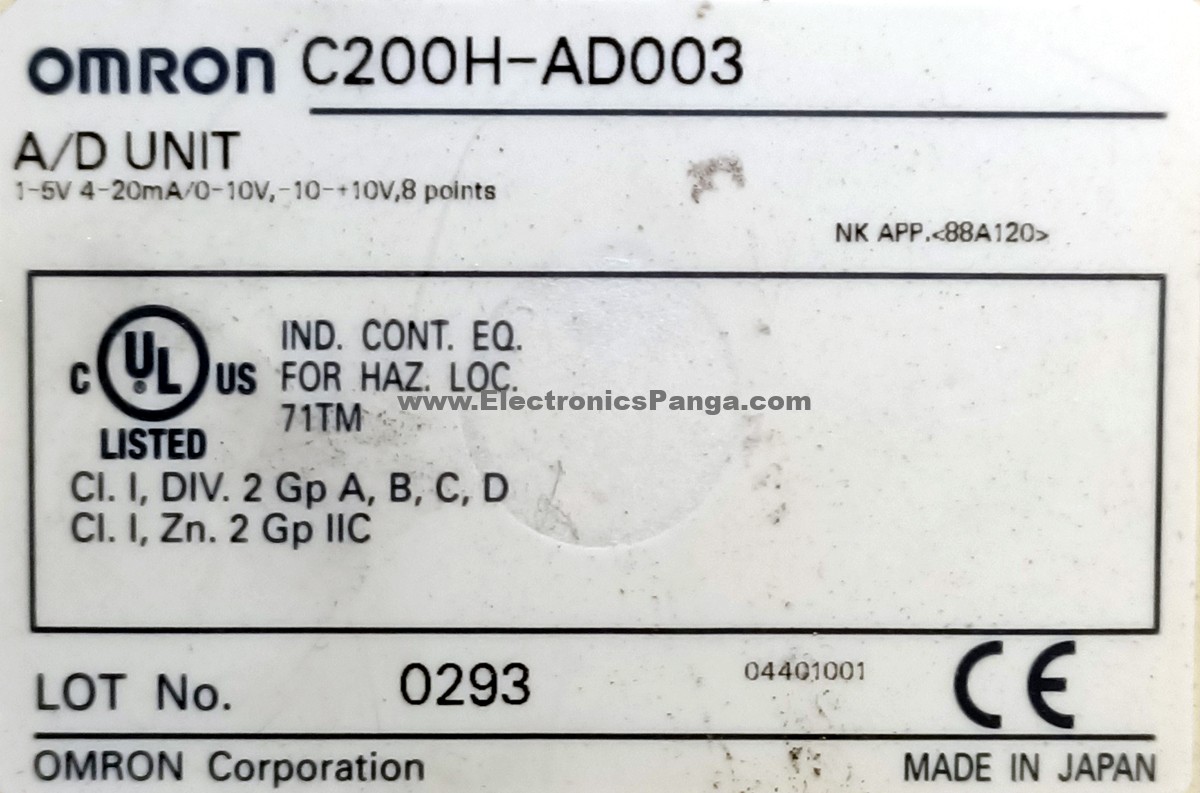 OMRON C200H-AD003
A/D UNIT
1-5V 4-20mA/0-10V,-10-+10V,8 points
NK APP.<88A120>
C UL US IND. CONT. EQ.
FOR HAZ. LOC.
71TM
LISTED
www.ElectronicsPanga.com
Cl. I, DIV. 2 Gp A, B, C, D
Cl. I, Zn. 2 Gp IIC
LOT No. 0293 04401001 CE
OMRON Corporation MADE IN JAPAN